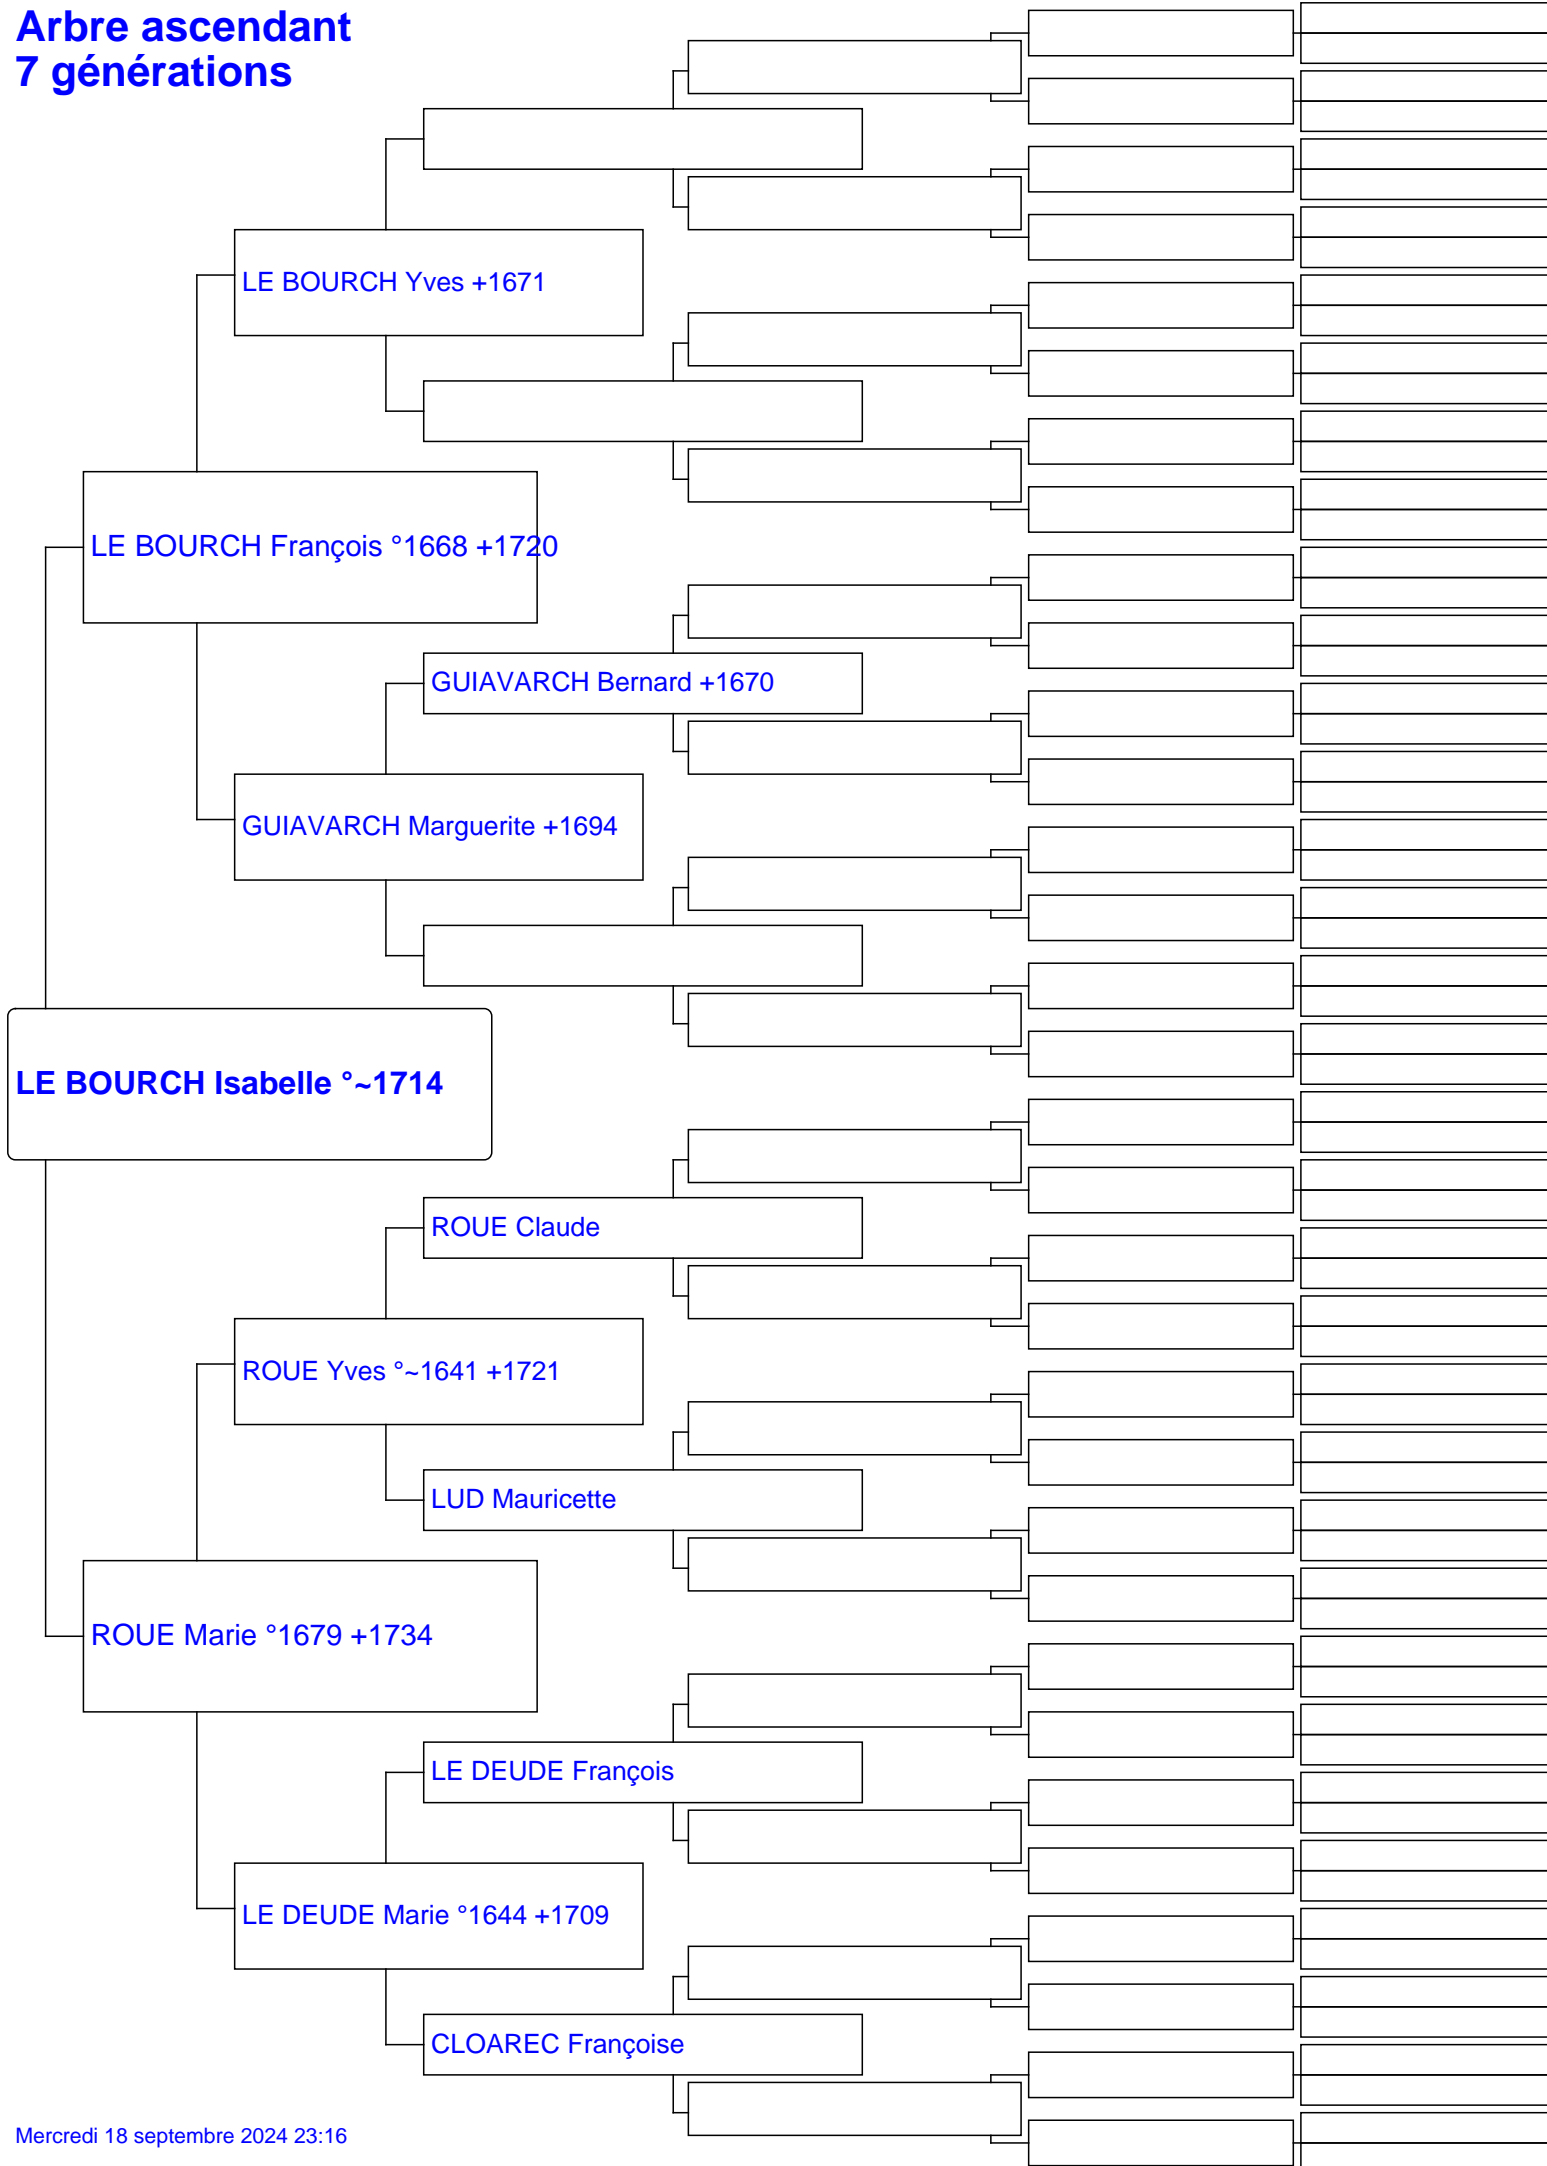 Arbre ascendant
7 générations
LE BOURCH Yves +1671
LE BOURCH François °1668 +1720
GUIAVARCH Bernard +1670
GUIAVARCH Marguerite +1694
LE BOURCH Isabelle °~1714
ROUE Claude
ROUE Yves °~1641 +1721
LUD Mauricette
ROUE Marie °1679 +1734
LE DEUDE François
LE DEUDE Marie °1644 +1709
CLOAREC Françoise
Mercredi 18 septembre 2024 23:16